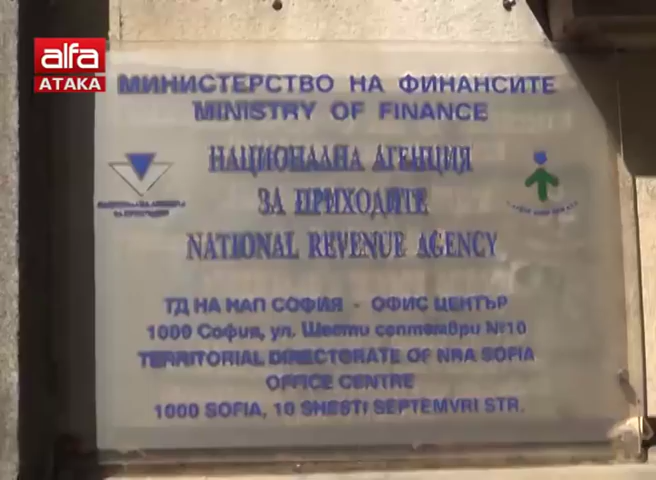 alfa
АТАКА
МИНИСТЕРСТВО НА ФИНАНСИТЕ
MINISTRY OF FINANCE
НАЦИОНАЛНА АГЕНЦИЯ
ЗА ПРИХОДИТЕ
NATIONAL REVENUE AGENCY
ТД НА НАП СОФИЯ - ОФИС ЦЕНТЪР
1000 София, ул. Шести септември №10
TERRITORIAL DIRECTORATE OF NRA SOFIA
OFFICE CENTRE
1000 SOFIA, 10 SHESTI SEPTEMVRI STR.